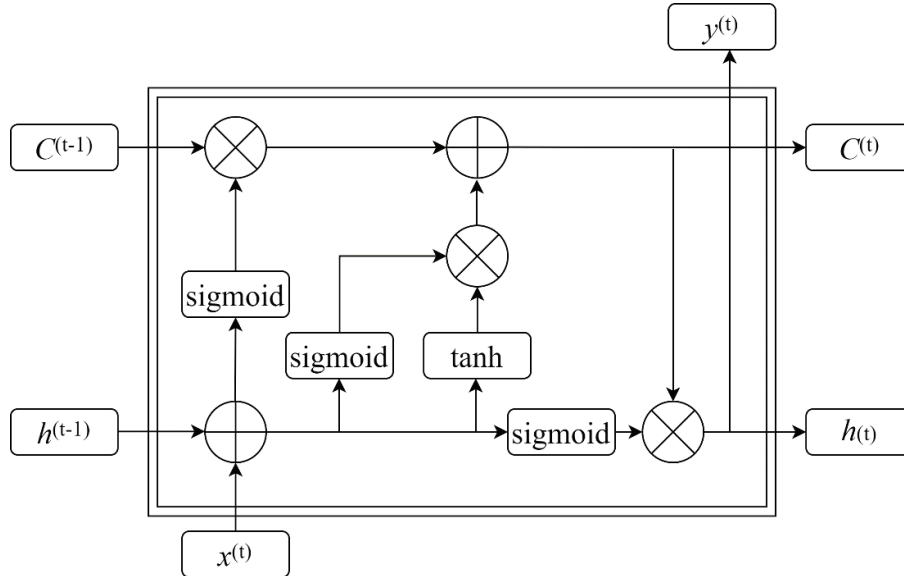 y(t)
C(t-1)
C(t)
sigmoid
sigmoid
tanh
h(t-1)
sigmoid
h(t)
x(t)